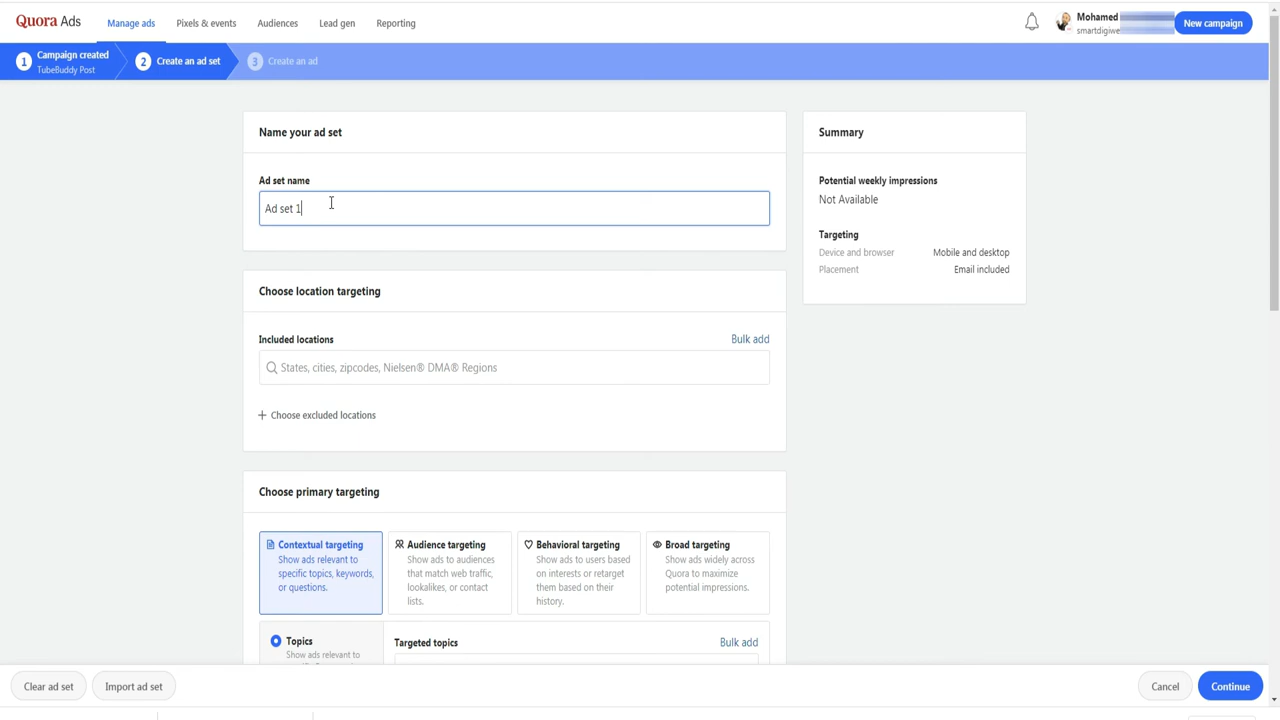 Quora Ads
Manage ads
Pixels & events
Audiences
Lead gen
Reporting
Mohamed
smartdigiwe
New campaign
1
Campaign created
TubeBuddy Post
2
Create an ad set
3
Create an ad
Name your ad set
Ad set name
Ad set 1
Choose location targeting
Included locations
Bulk add
States, cities, zipcodes, Nielsen® DMA® Regions
+ Choose excluded locations
Choose primary targeting
Contextual targeting
Show ads relevant to
specific topics, keywords,
or questions.
Audience targeting
Show ads to audiences
that match web traffic,
lookalikes, or contact
lists.
Behavioral targeting
Show ads to users based
on interests or retarget
them based on their
history.
Broad targeting
Show ads widely across
Quora to maximize
potential impressions.
Topics
Show ads relevant to
Targeted topics
Bulk add
Summary
Potential weekly impressions
Not Available
Targeting
Device and browser
Mobile and desktop
Placement
Email included
Clear ad set
Import ad set
Cancel
Continue